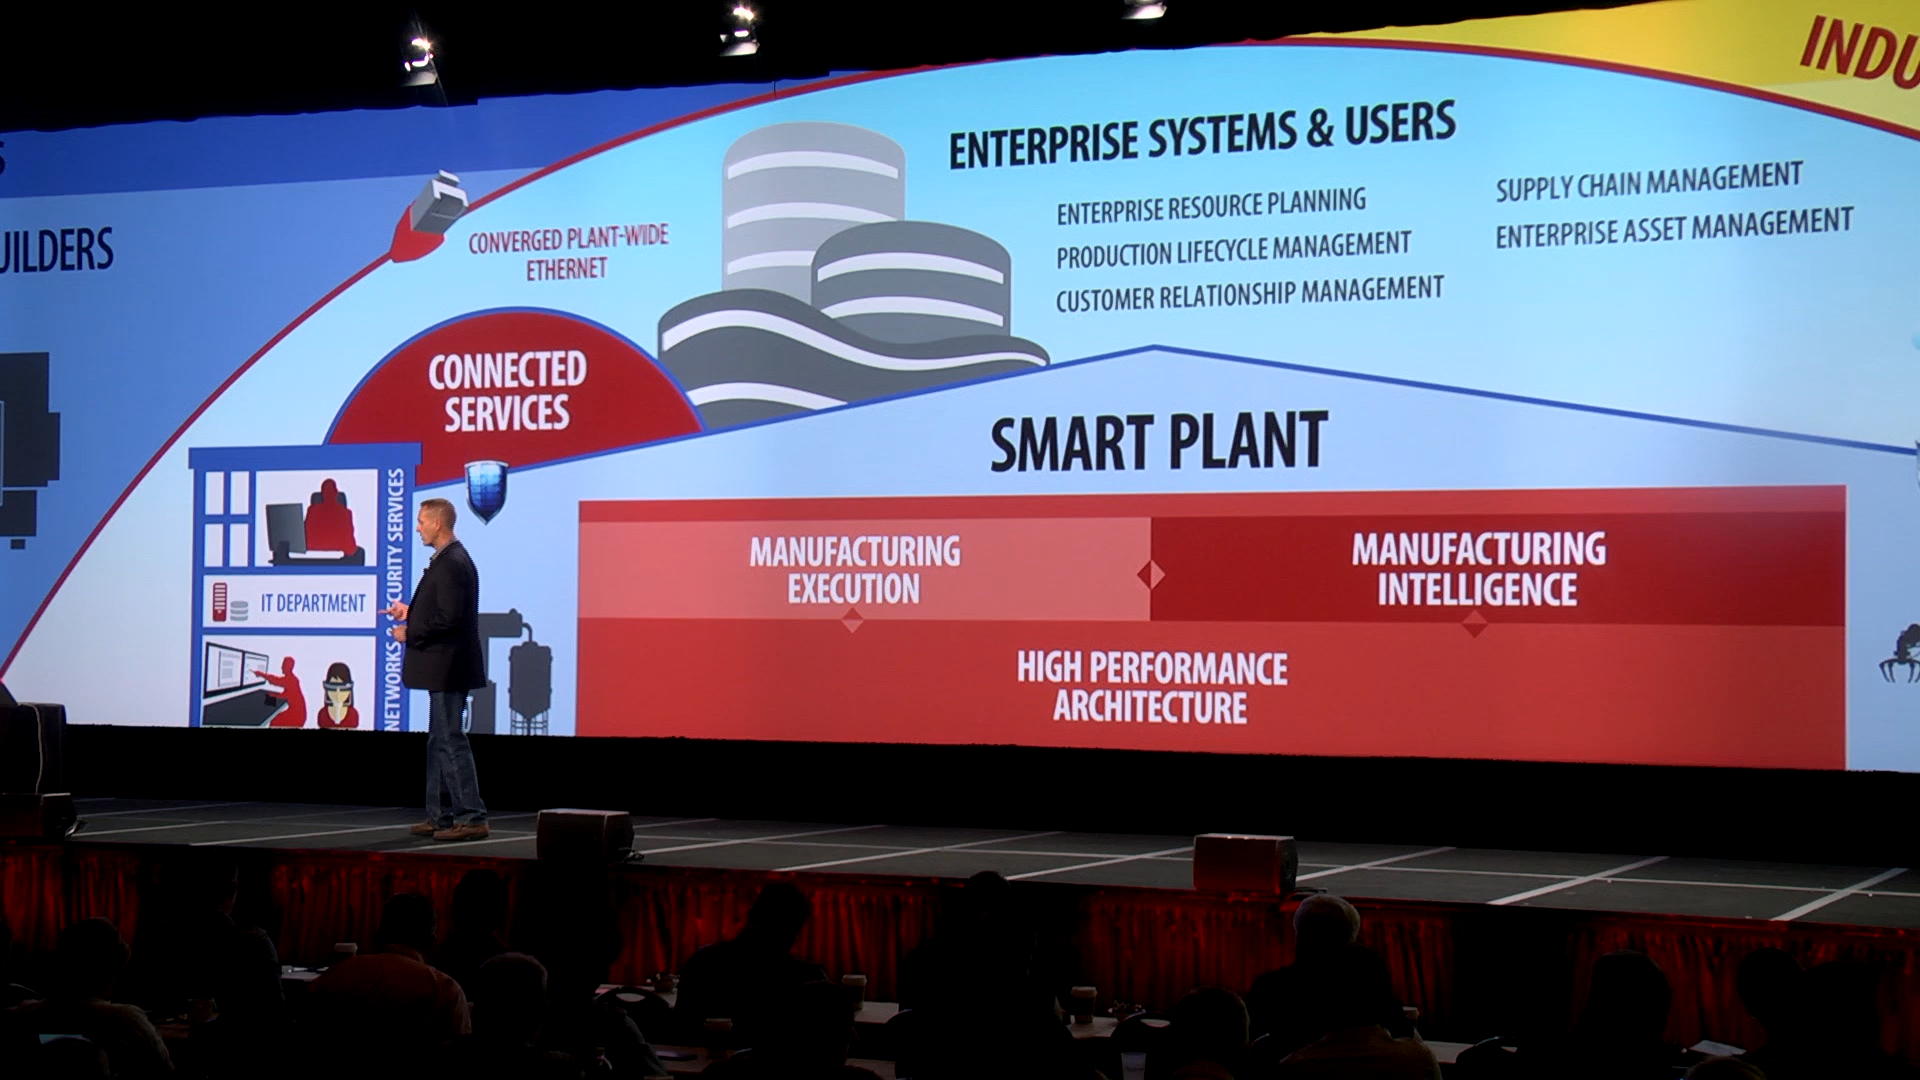 INDU
ENTERPRISE SYSTEMS & USERS
ENTERPRISE RESOURCE PLANNING
PRODUCTION LIFECYCLE MANAGEMENT
CUSTOMER RELATIONSHIP MANAGEMENT
SUPPLY CHAIN MANAGEMENT
ENTERPRISE ASSET MANAGEMENT
UILDERS
CONVERGED PLANT-WIDE
ETHERNET
CONNECTED
SERVICES
SMART PLANT
MANUFACTURING
EXECUTION
MANUFACTURING
INTELLIGENCE
HIGH PERFORMANCE
ARCHITECTURE
IT DEPARTMENT
NETWORKS & SECURITY SERVICES